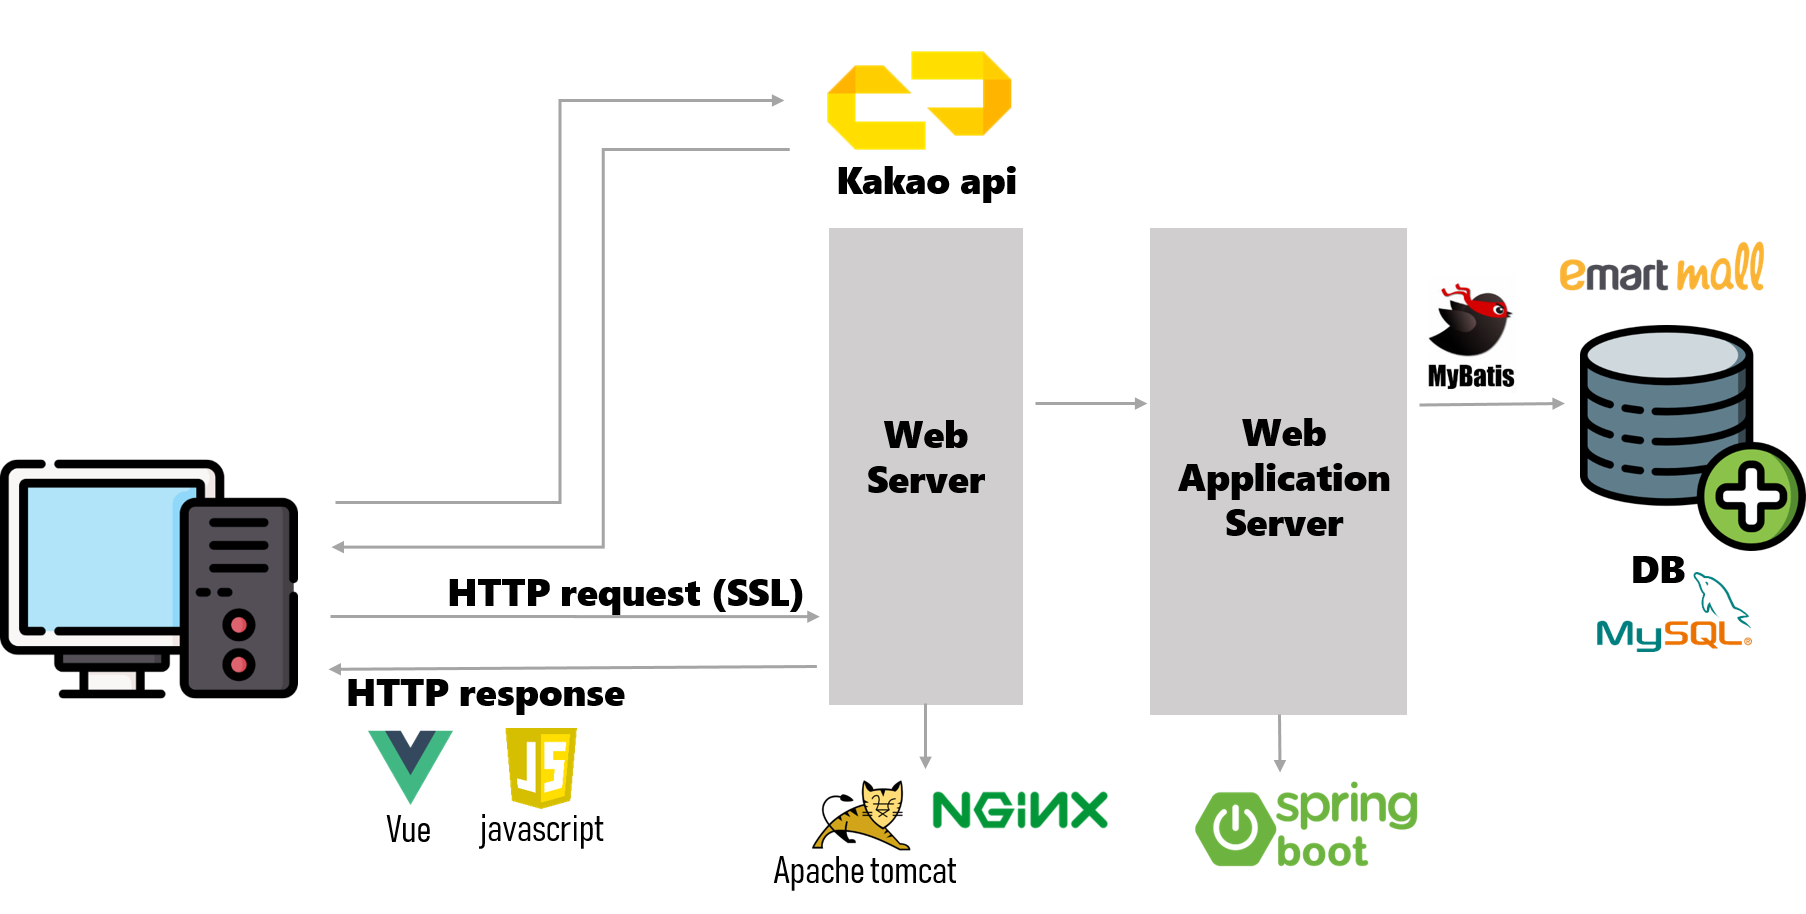 Kakao api
emart mall
MyBatis
Web
Server
Web
Application
Server
DB
MySQL®
HTTP request (SSL)
HTTP response
JS
Vue
javascript
NGINX
Apache tomcat
spring
boot